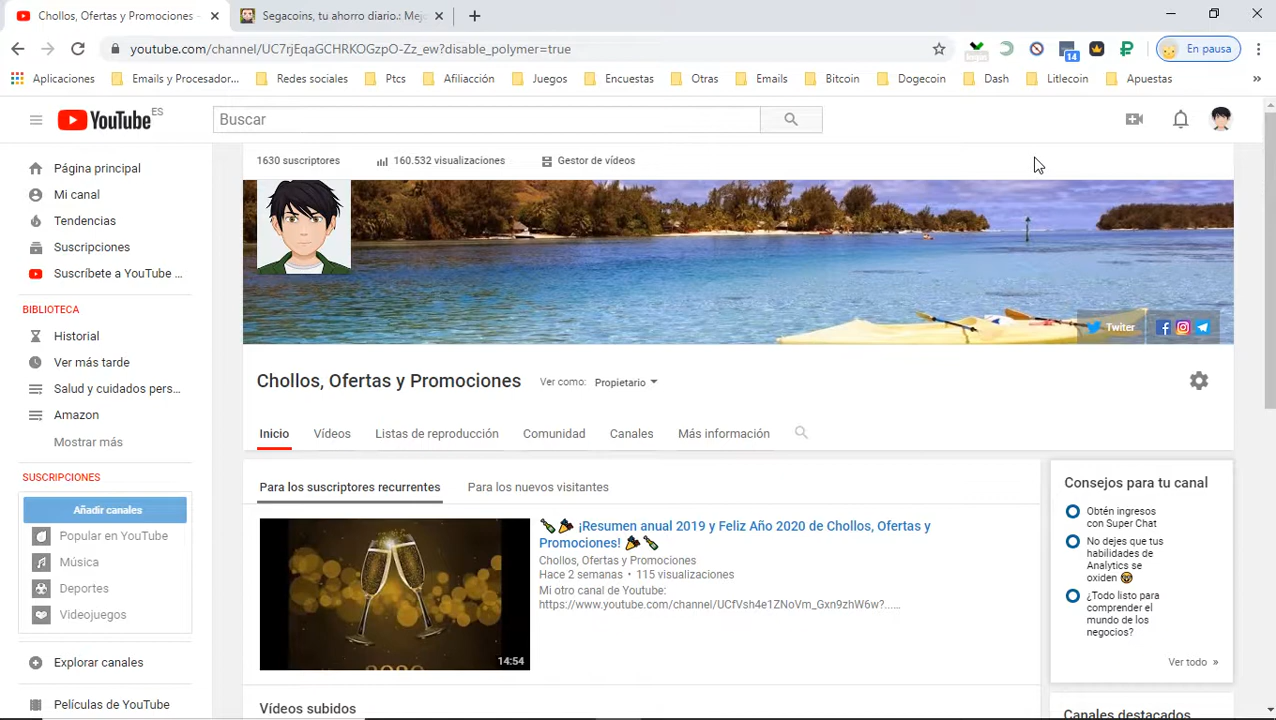 Chollos, Ofertas y Promociones -
Segacoins, tu ahorro diario.: Mejo
youtube.com/channel/UC7rjEqaGCHRKOGzpO-Zz_ew?disable_polymer=true
14
En pausa
Aplicaciones
Emails y Procesador...
Redes sociales
Ptcs
Afiliacción
Juegos
Encuestas
Otras
Emails
Bitcoin
Dogecoin
Dash
Litlecoin
Apuestas
»
YouTube ES
Buscar
1630 suscriptores
160.532 visualizaciones
Gestor de vídeos
Página principal
Mi canal
Tendencias
Suscripciones
Suscríbete a YouTube ...
BIBLIOTECA
Historial
Ver más tarde
Salud y cuidados pers...
Amazon
Mostrar más
SUSCRIPCIONES
Añadir canales
Popular en YouTube
Música
Deportes
Videojuegos
Explorar canales
Películas de YouTube
Twiter
Chollos, Ofertas y Promociones
Ver como: Propietario
Inicio
Vídeos
Listas de reproducción
Comunidad
Canales
Más información
Para los suscriptores recurrentes
Para los nuevos visitantes
2020
14:54
¡Resumen anual 2019 y Feliz Año 2020 de Chollos, Ofertas y
Promociones!
Chollos, Ofertas y Promociones
Hace 2 semanas • 115 visualizaciones
Mi otro canal de Youtube:
https://www.youtube.com/channel/UCfVsh4e1ZNoVm_Gxn9zhW6w?......
Vídeos subidos
Consejos para tu canal
Obtén ingresos
con Super Chat
No dejes que tus
habilidades de
Analytics se
oxiden
¿Todo listo para
comprender el
mundo de los
negocios?
Ver todo »
Canales destacados